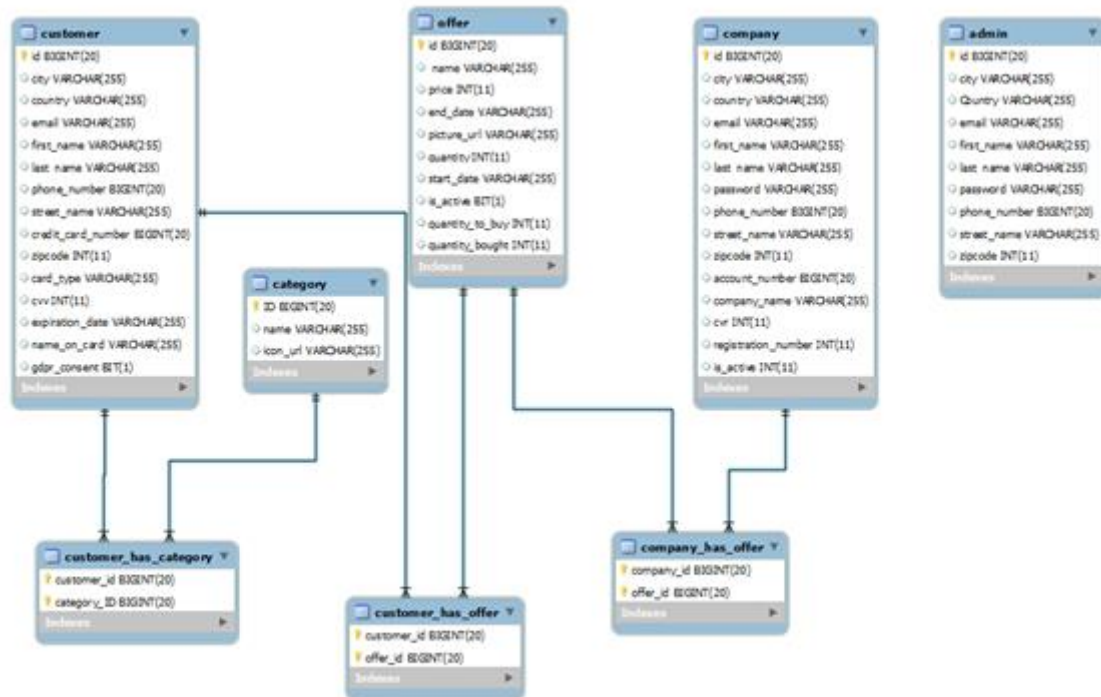 customer
id BIGINT(20)
city VARCHAR(255)
country VARCHAR(255)
email VARCHAR(255)
first_name VARCHAR(255)
last_name VARCHAR(255)
phone_number BIGINT(20)
street_name VARCHAR(255)
credit_card_number BIGINT(20)
zipcode INT(11)
card_type VARCHAR(255)
cvv INT(11)
expiration_date VARCHAR(255)
name_on_card VARCHAR(255)
gdpr_consent BIT(1)
Indexes
offer
id BIGINT(20)
name VARCHAR(255)
price INT(11)
end_date VARCHAR(255)
picture_url VARCHAR(255)
quantity INT(11)
start_date VARCHAR(255)
is_active BIT(1)
quantity_to_buy INT(11)
quantity_bought INT(11)
Indexes
company
id BIGINT(20)
city VARCHAR(255)
country VARCHAR(255)
email VARCHAR(255)
first_name VARCHAR(255)
last_name VARCHAR(255)
password VARCHAR(255)
phone_number BIGINT(20)
street_name VARCHAR(255)
zipcode INT(11)
account_number BIGINT(20)
company_name VARCHAR(255)
cvr INT(11)
registration_number INT(11)
is_active INT(11)
Indexes
admin
id BIGINT(20)
city VARCHAR(255)
Country VARCHAR(255)
email VARCHAR(255)
first_name VARCHAR(255)
last_name VARCHAR(255)
password VARCHAR(255)
phone_number BIGINT(20)
street_name VARCHAR(255)
zipcode INT(11)
Indexes
category
ID BIGINT(20)
name VARCHAR(255)
icon_url VARCHAR(255)
Indexes
customer_has_category
customer_id BIGINT(20)
category_ID BIGINT(20)
Indexes
customer_has_offer
customer_id BIGINT(20)
offer_id BIGINT(20)
Indexes
company_has_offer
company_id BIGINT(20)
offer_id BIGINT(20)
Indexes